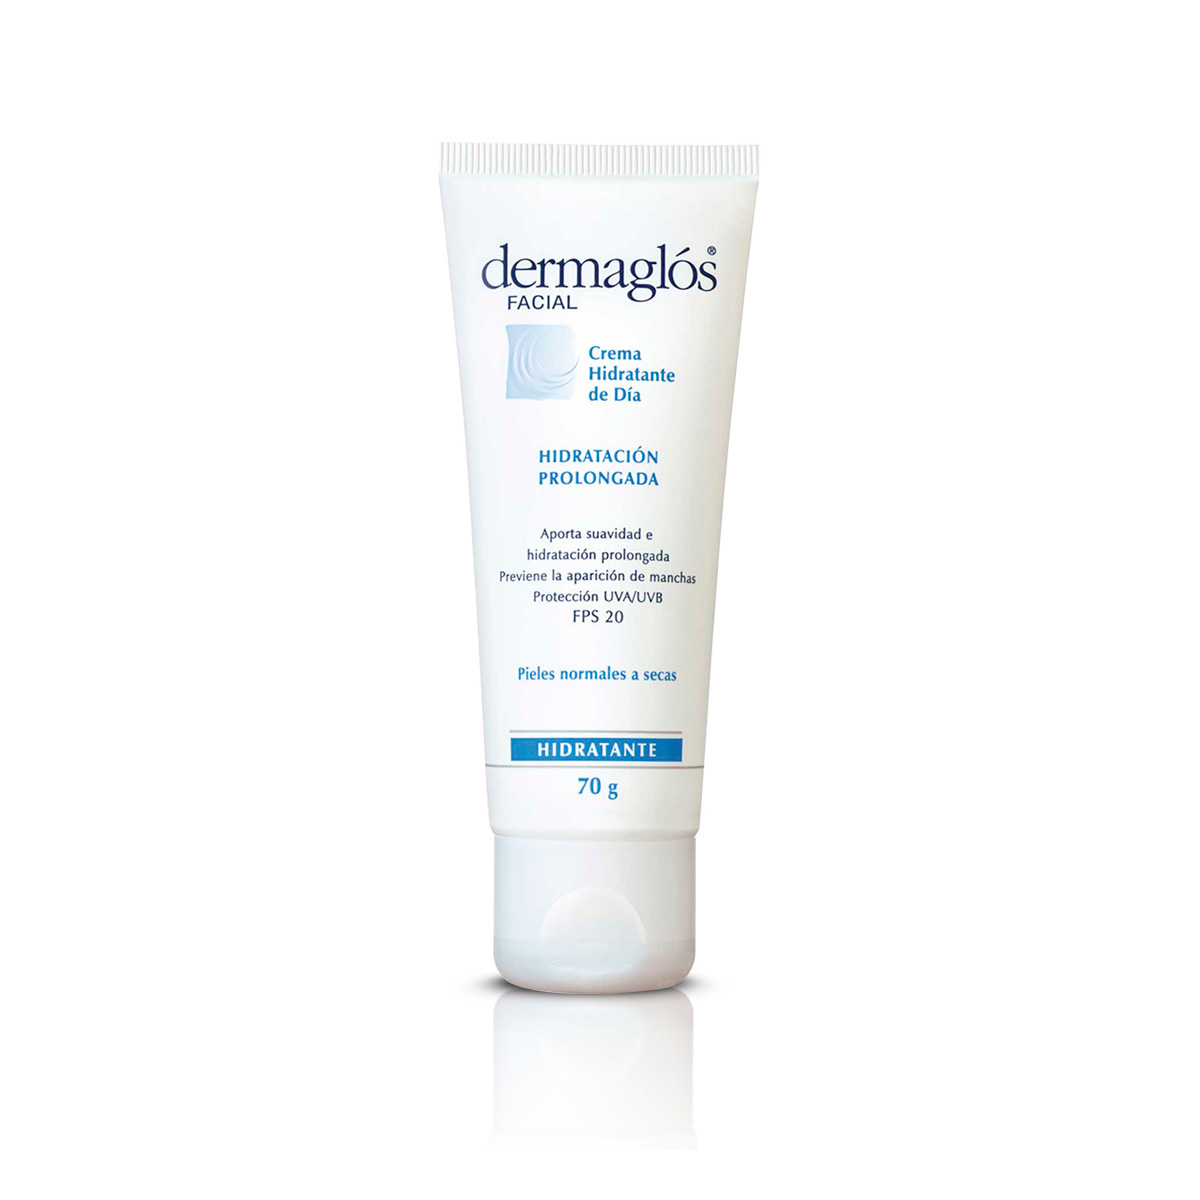 dermaglós®
FACIAL
Crema
Hidratante
de Día
HIDRATACIÓN
PROLONGADA
Aporta suavidad e
hidratación prolongada
Previene la aparición de manchas
Protección UVA/UVB
FPS 20
Pieles normales a secas
HIDRATANTE
70 g